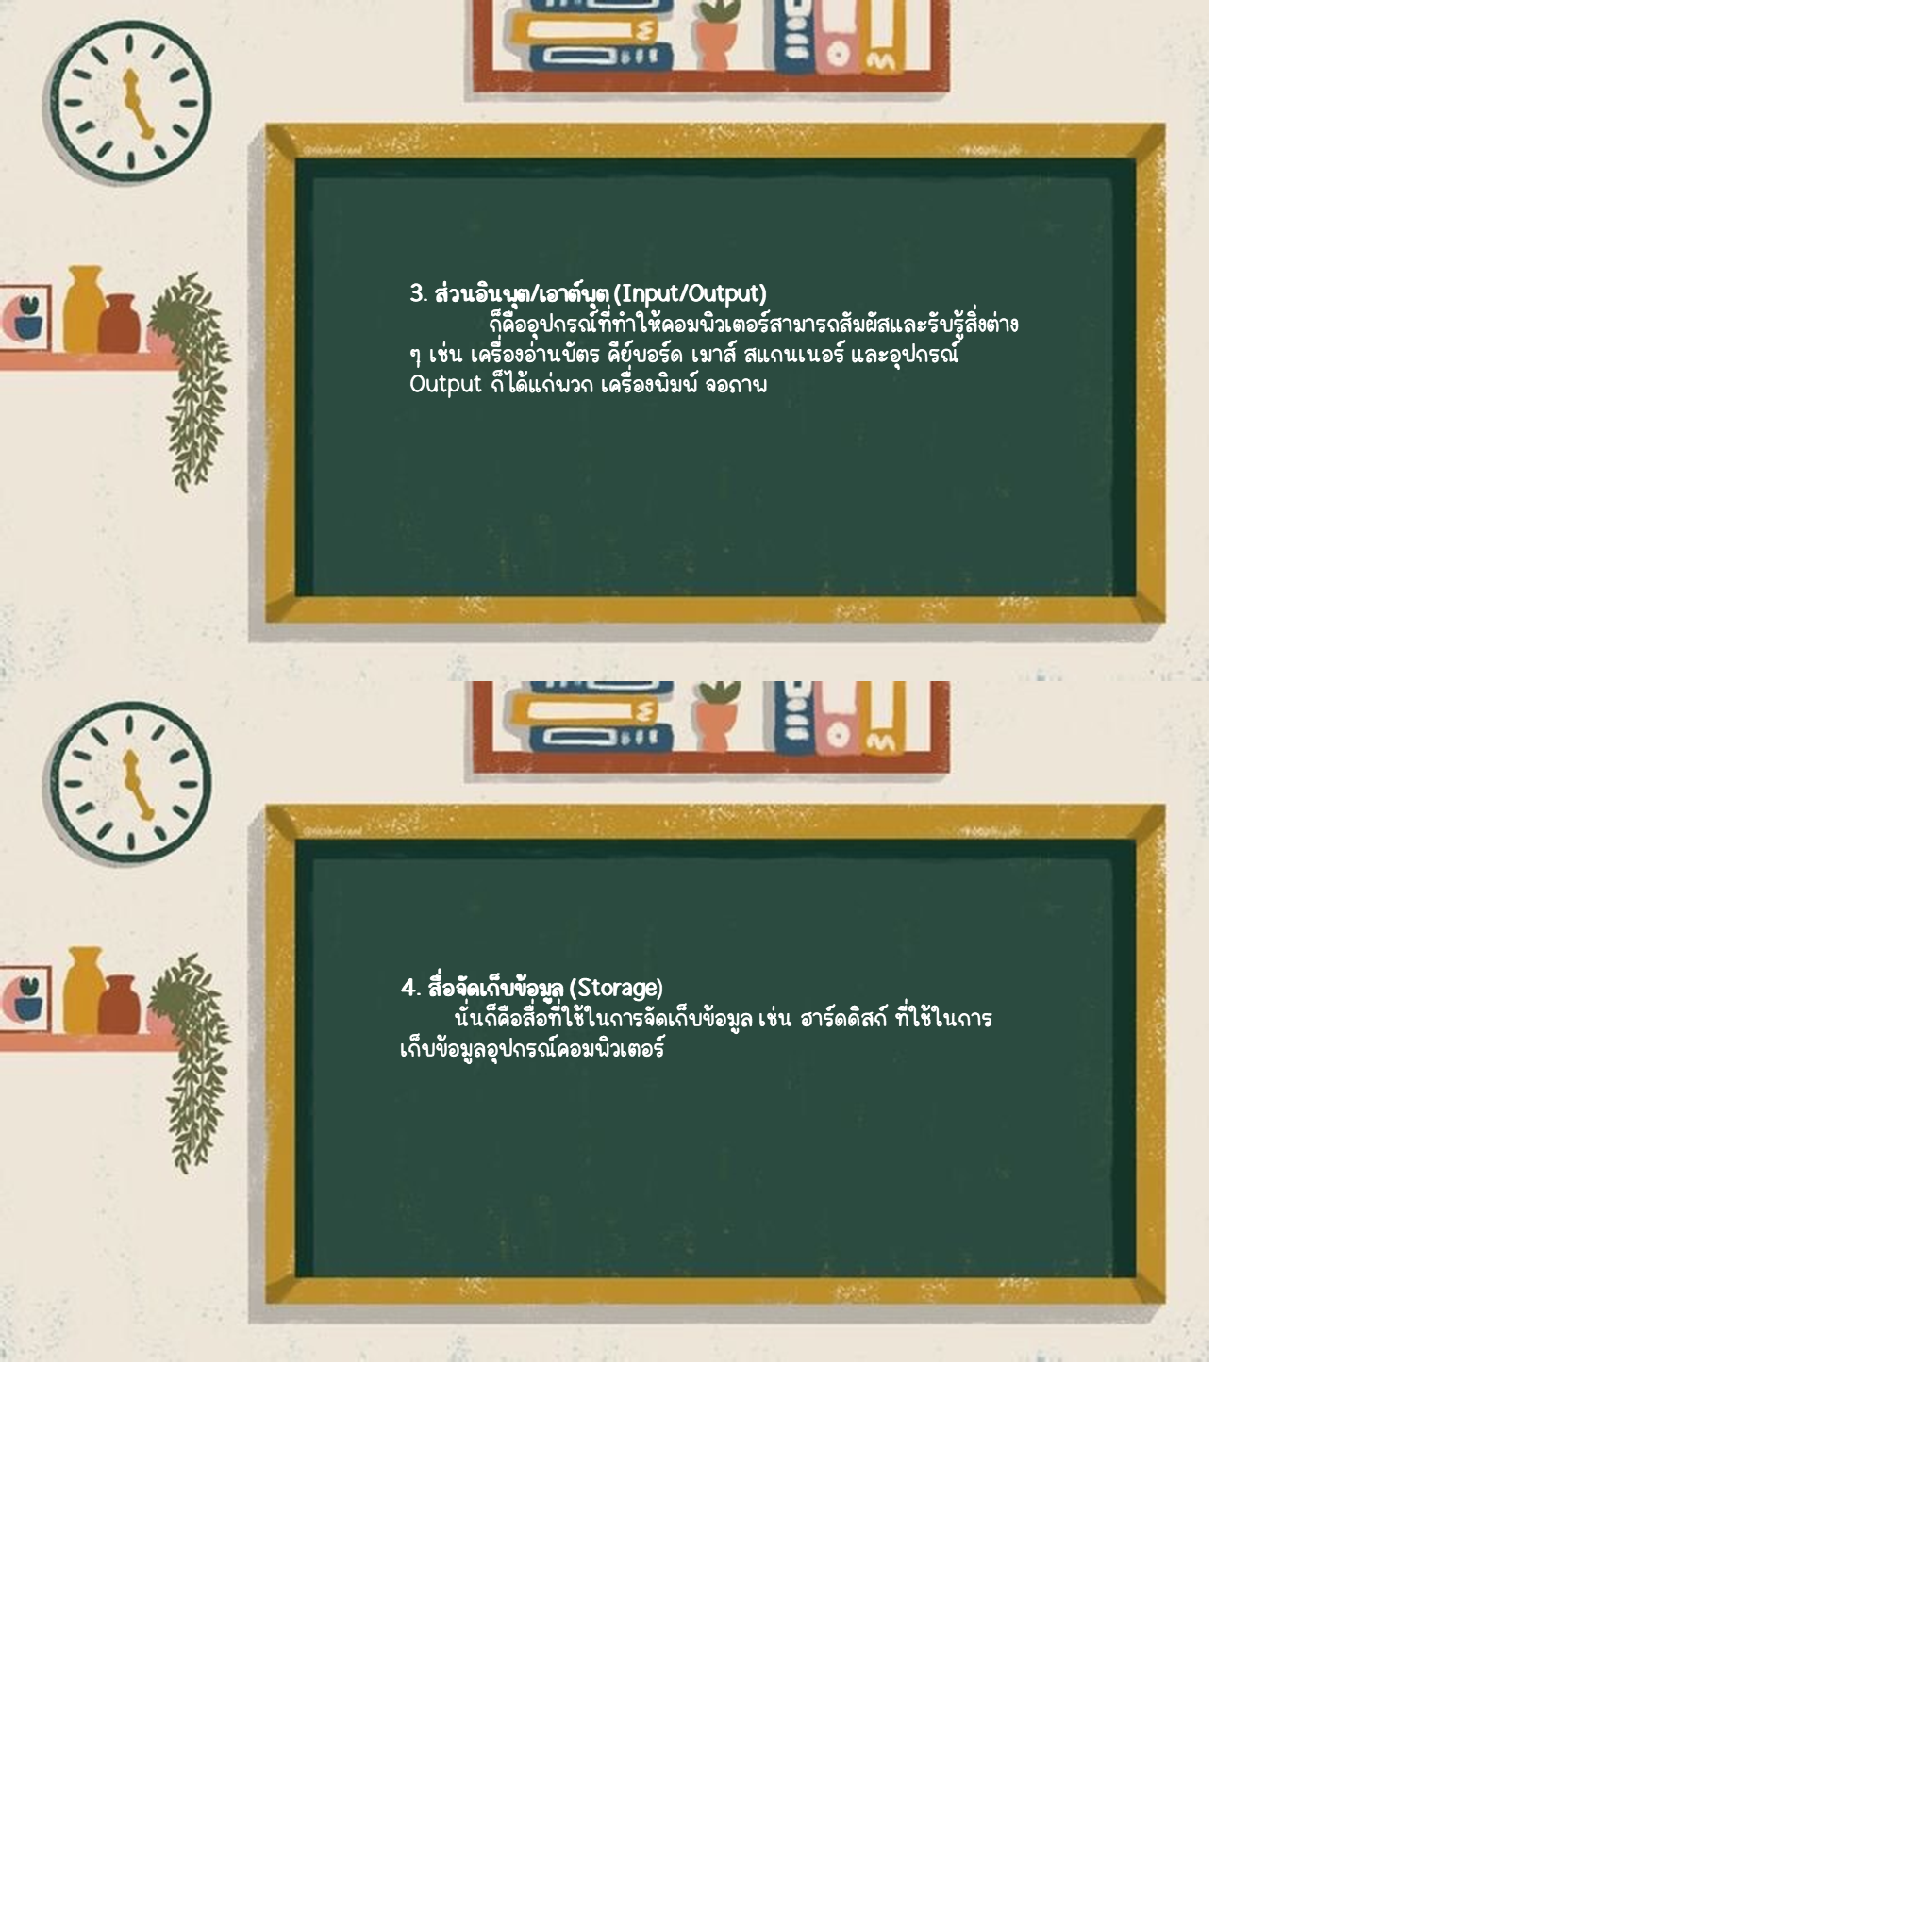 3. ส่วนอินพุต/เอาต์พุต (Input/Output)
ก็คืออุปกรณ์ที่ทำให้คอมพิวเตอร์สามารถสัมผัสและรับรู้สิ่งต่าง
ๆ เช่น เครื่องอ่านบัตร คีย์บอร์ด เมาส์ สแกนเนอร์ และอุปกรณ์
Output ก็ได้แก่พวก เครื่องพิมพ์ จอภาพ
4. สื่อจัดเก็บข้อมูล (Storage)
นั่นก็คือสื่อที่ใช้ในการจัดเก็บข้อมูล เช่น ฮาร์ดดิสก์ ที่ใช้ในการ
เก็บข้อมูลอุปกรณ์คอมพิวเตอร์